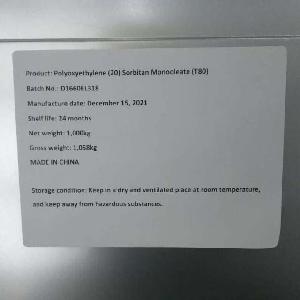 Product: Polyoxyethylene (20) Sorbitan Monooleate (T80)
Batch No.: D16606L318
Manufacture date: December 15, 2021
Shelf life: 24 months
Net weight: 1,000kg
Gross weight: 1,058kg
MADE IN CHINA
Storage condition: Keep in a dry and ventilated place at room temperature,
and keep away from hazardous substances.